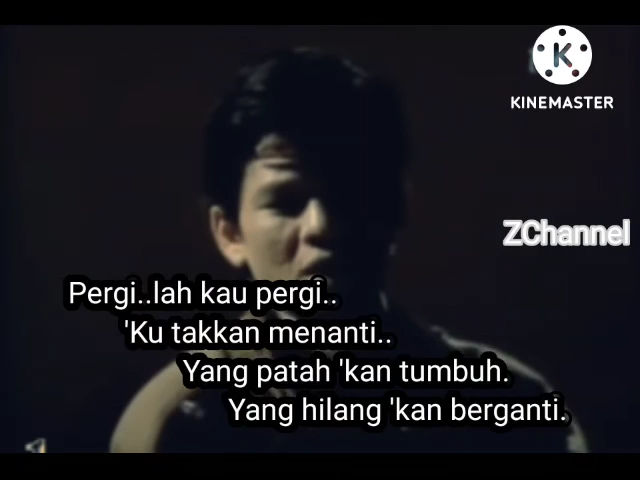 KINEMASTER
ZChannel
Pergi..lah kau pergi..
'Ku takkan menanti..
Yang patah 'kan tumbuh.
Yang hilang 'kan berganti.